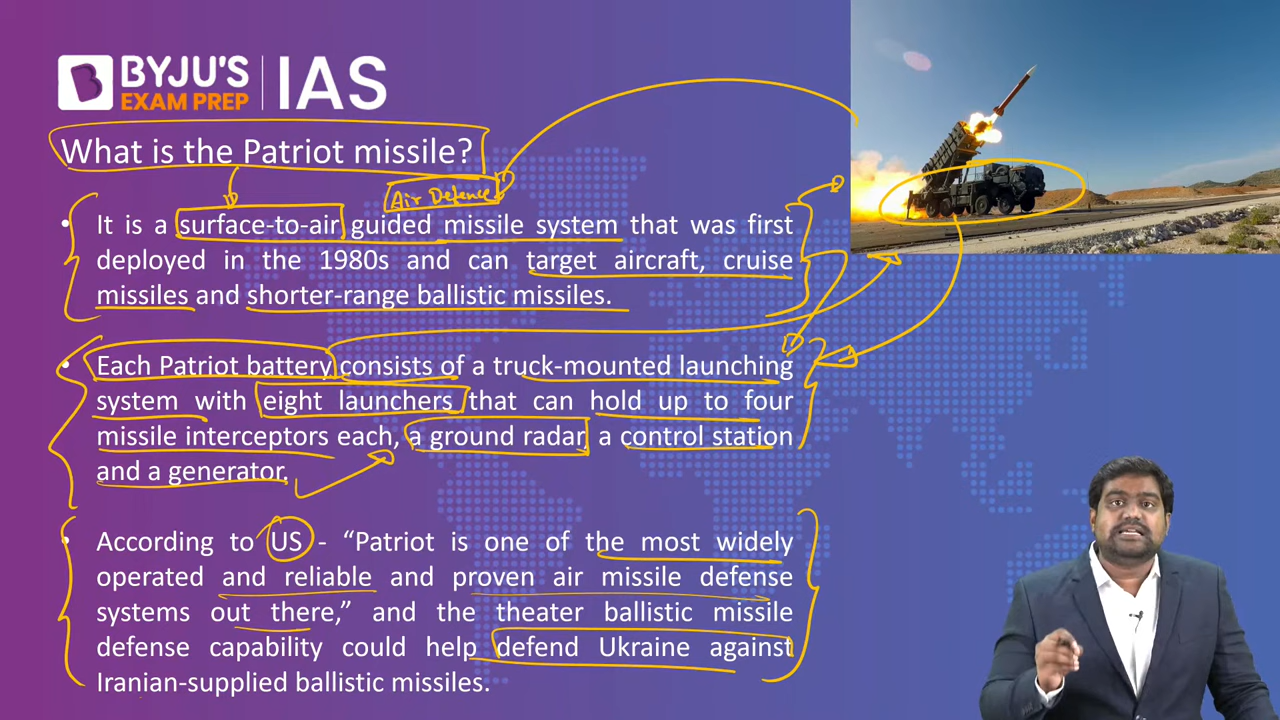 BYJU'S
EXAM PREP
IAS
What is the Patriot missile?
Air Defence
• It is a surface-to-air guided missile system that was first
deployed in the 1980s and can target aircraft, cruise
missiles and shorter-range ballistic missiles.
• Each Patriot battery consists of a truck-mounted launching
system with eight launchers that can hold up to four
missile interceptors each, a ground radar, a control station
and a generator.
• According to US - “Patriot is one of the most widely
operated and reliable and proven air missile defense
systems out there,” and the theater ballistic missile
defense capability could help defend Ukraine against
Iranian-supplied ballistic missiles.